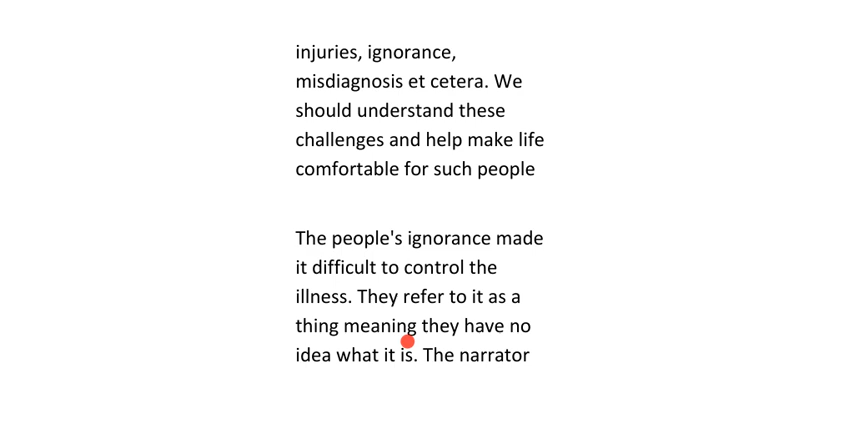 injuries, ignorance,
misdiagnosis et cetera. We
should understand these
challenges and help make life
comfortable for such people
The people's ignorance made
it difficult to control the
illness. They refer to it as a
thing meaning they have no
idea what it is. The narrator